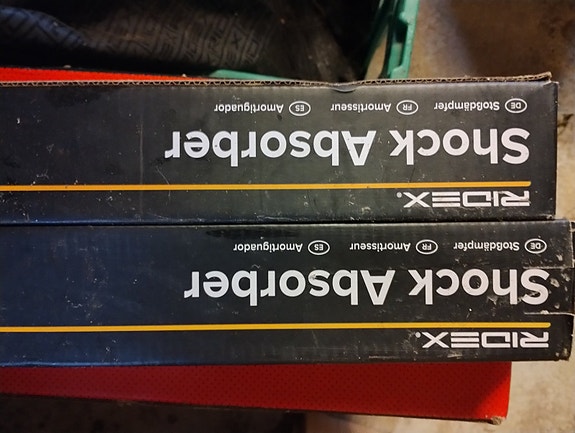 RIDEX.
Shock Absorber
DE Stoßdämpfer FR Amortisseur ES Amortiguador
RIDEX.
Shock Absorber
DE Stoßdämpfer FR Amortisseur ES Amortiguador